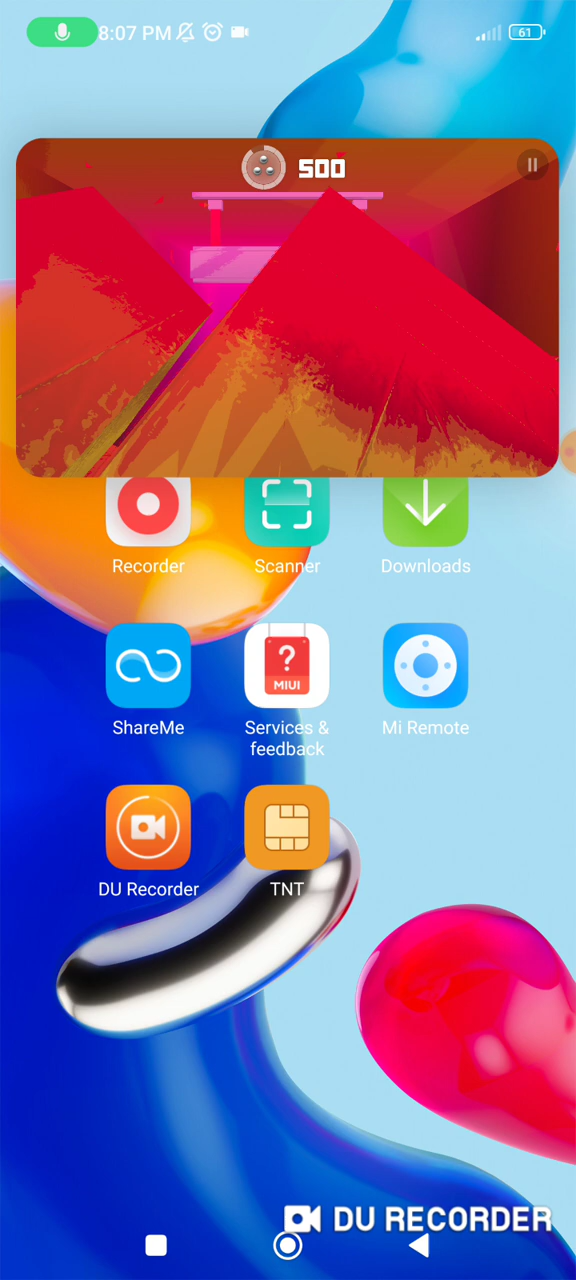 8:07 PM
61
500
Recorder
Scanner
Downloads
ShareMe
?
MIUI
Services &
feedback
Mi Remote
DU Recorder
TNT
DU RECORDER